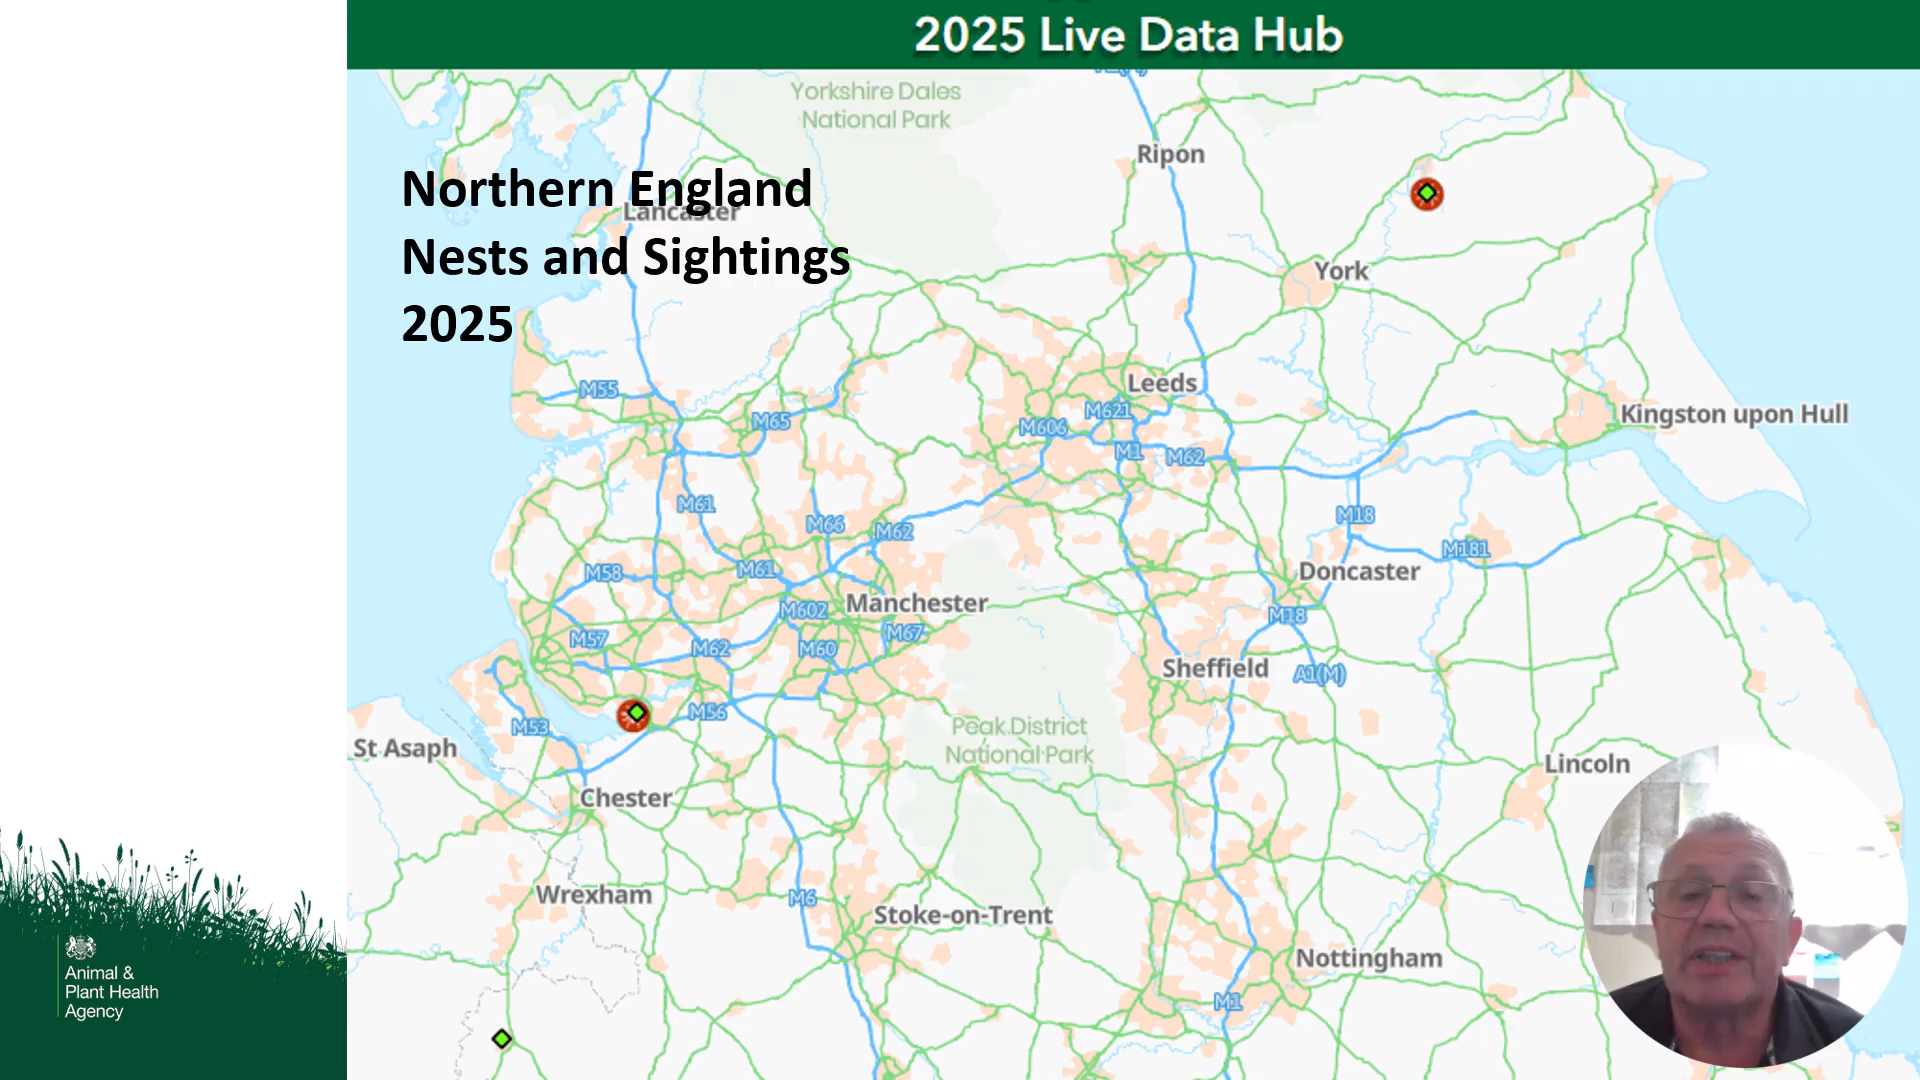 2025 Live Data Hub
Yorkshire Dales
National Park
Ripon
Northern England
Lancaster
Nests and Sightings
York
2025
Leeds
M55
M621
Kingston upon Hull
M65
M606
M1
M62
M61
M18
M66
M62
M181
M58
M61
Doncaster
M602
Manchester
M18
M57
M67
M62
M60
Sheffield
A1(M)
M56
M53
Peak District
National Park
St Asaph
Lincoln
Chester
Wrexham
M6
Stoke-on-Trent
Nottingham
M1
Animal &
Plant Health
Agency